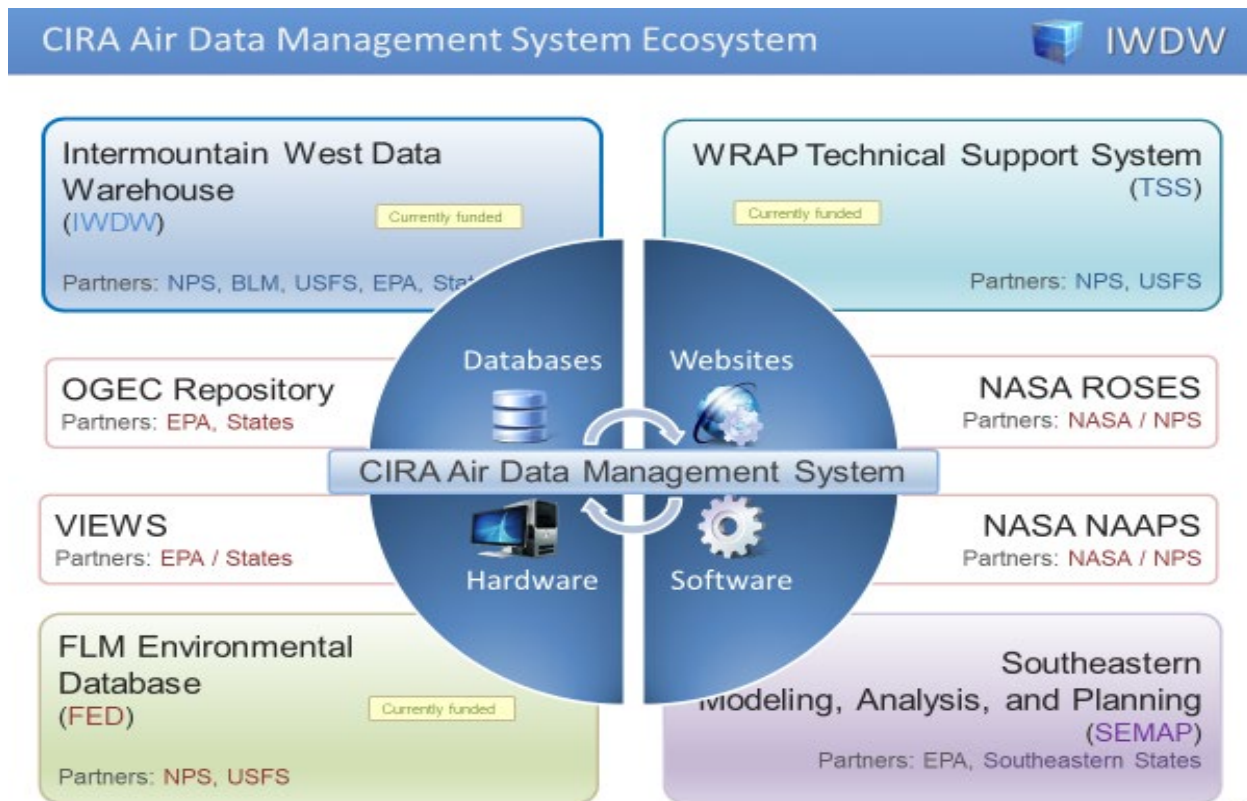 CIRA Air Data Management System Ecosystem
IWDW
Intermountain West Data
Warehouse
(IWDW)
Currently funded
Partners: NPS, BLM, USFS, EPA,
WRAP Technical Support System
(TSS)
Currently funded
Partners: NPS, USFS
OGEC Repository
Partners: EPA, States
Databases
Websites
NASA ROSES
Partners: NASA / NPS
CIRA Air Data Management System
VIEWS
Partners: EPA / States
Hardware
Software
NASA NAAPS
Partners: NASA / NPS
FLM Environmental
Database
(FED)
Currently funded
Partners: NPS, USFS
Southeastern
Modeling, Analysis, and Planning
(SEMAP)
Partners: EPA, Southeastern States